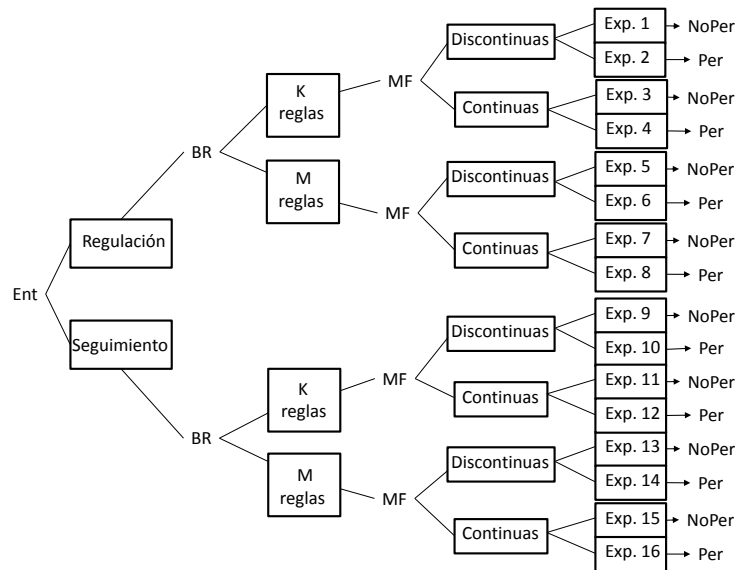 Ent
Regulación
Seguimiento
BR
BR
K
reglas
M
reglas
K
reglas
M
reglas
MF
MF
MF
MF
Discontinuas
Continuas
Discontinuas
Continuas
Discontinuas
Continuas
Discontinuas
Continuas
Exp. 1 NoPer
Exp. 2 Per
Exp. 3 NoPer
Exp. 4 Per
Exp. 5 NoPer
Exp. 6 Per
Exp. 7 NoPer
Exp. 8 Per
Exp. 9 NoPer
Exp. 10 Per
Exp. 11 NoPer
Exp. 12 Per
Exp. 13 NoPer
Exp. 14 Per
Exp. 15 NoPer
Exp. 16 Per